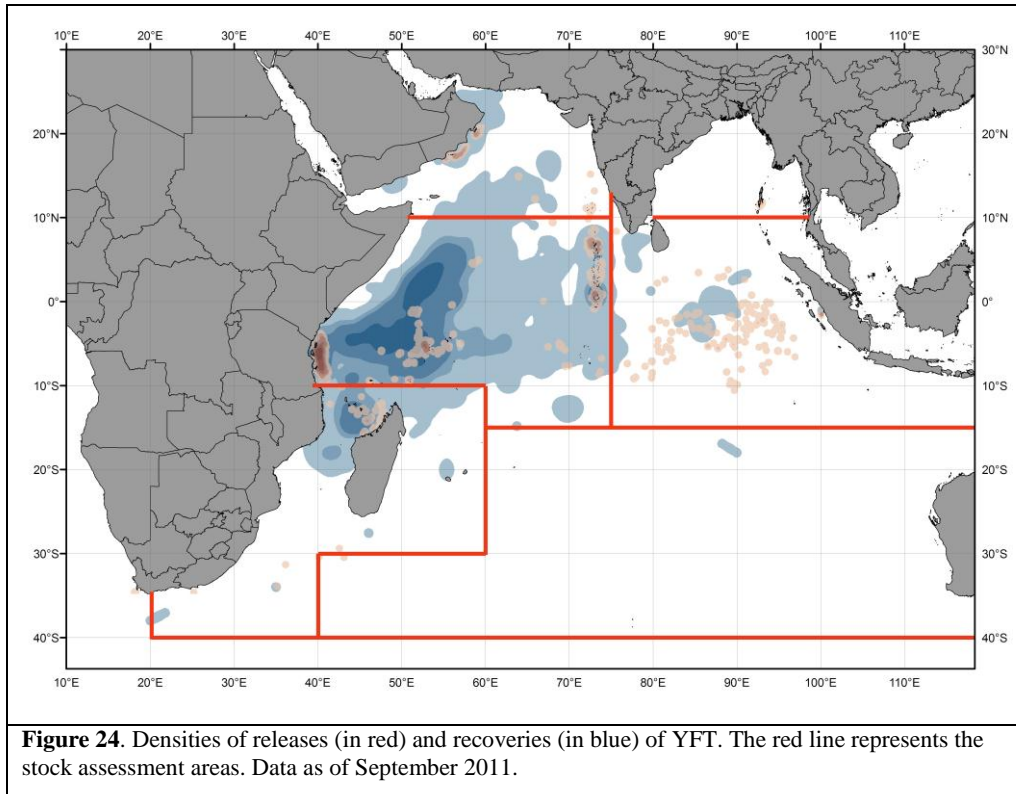 10°E 20°E 30°E 40°E 50°E 60°E 70°E 80°E 90°E 100°E 110°E
30°N
20°N 20°N
10°N 10°N
0° 0°
10°S 10°S
20°S 20°S
30°S 30°S
40°S 40°S
10°E 20°E 30°E 40°E 50°E 60°E 70°E 80°E 90°E 100°E 110°E
Figure 24. Densities of releases (in red) and recoveries (in blue) of YFT. The red line represents the
stock assessment areas. Data as of September 2011.